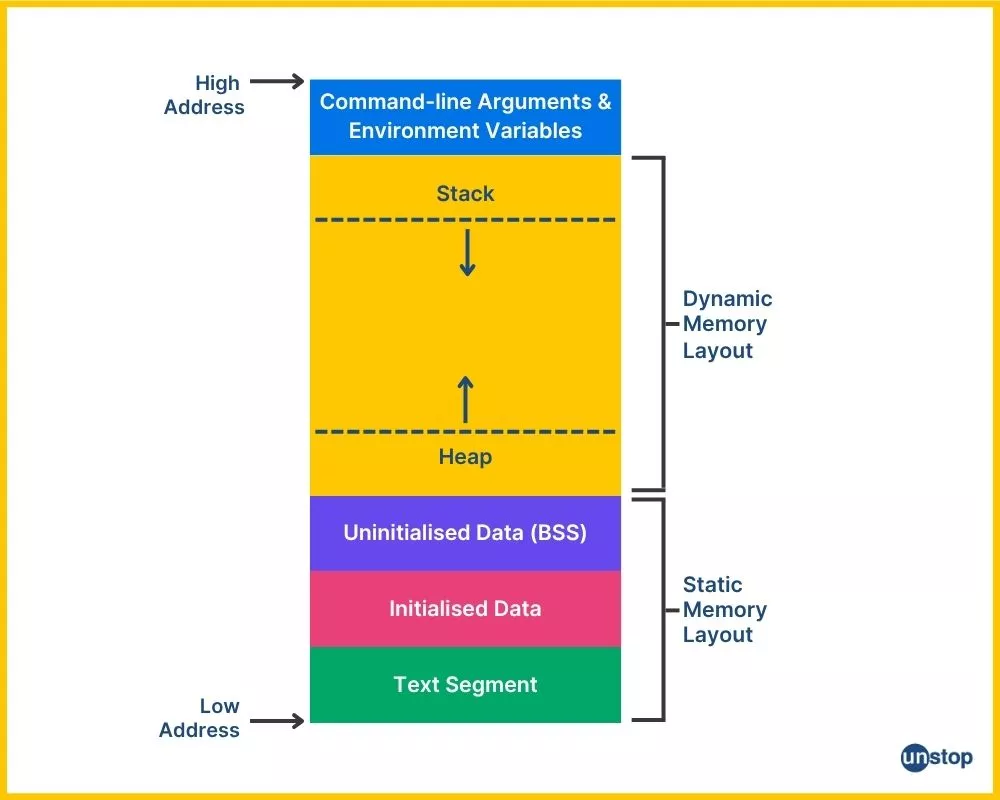 High
Address
Command-line Arguments &
Environment Variables
Stack
Dynamic
Memory
Layout
Heap
Uninitialised Data (BSS)
Initialised Data
Static
Memory
Layout
Text Segment
Low
Address
unstop